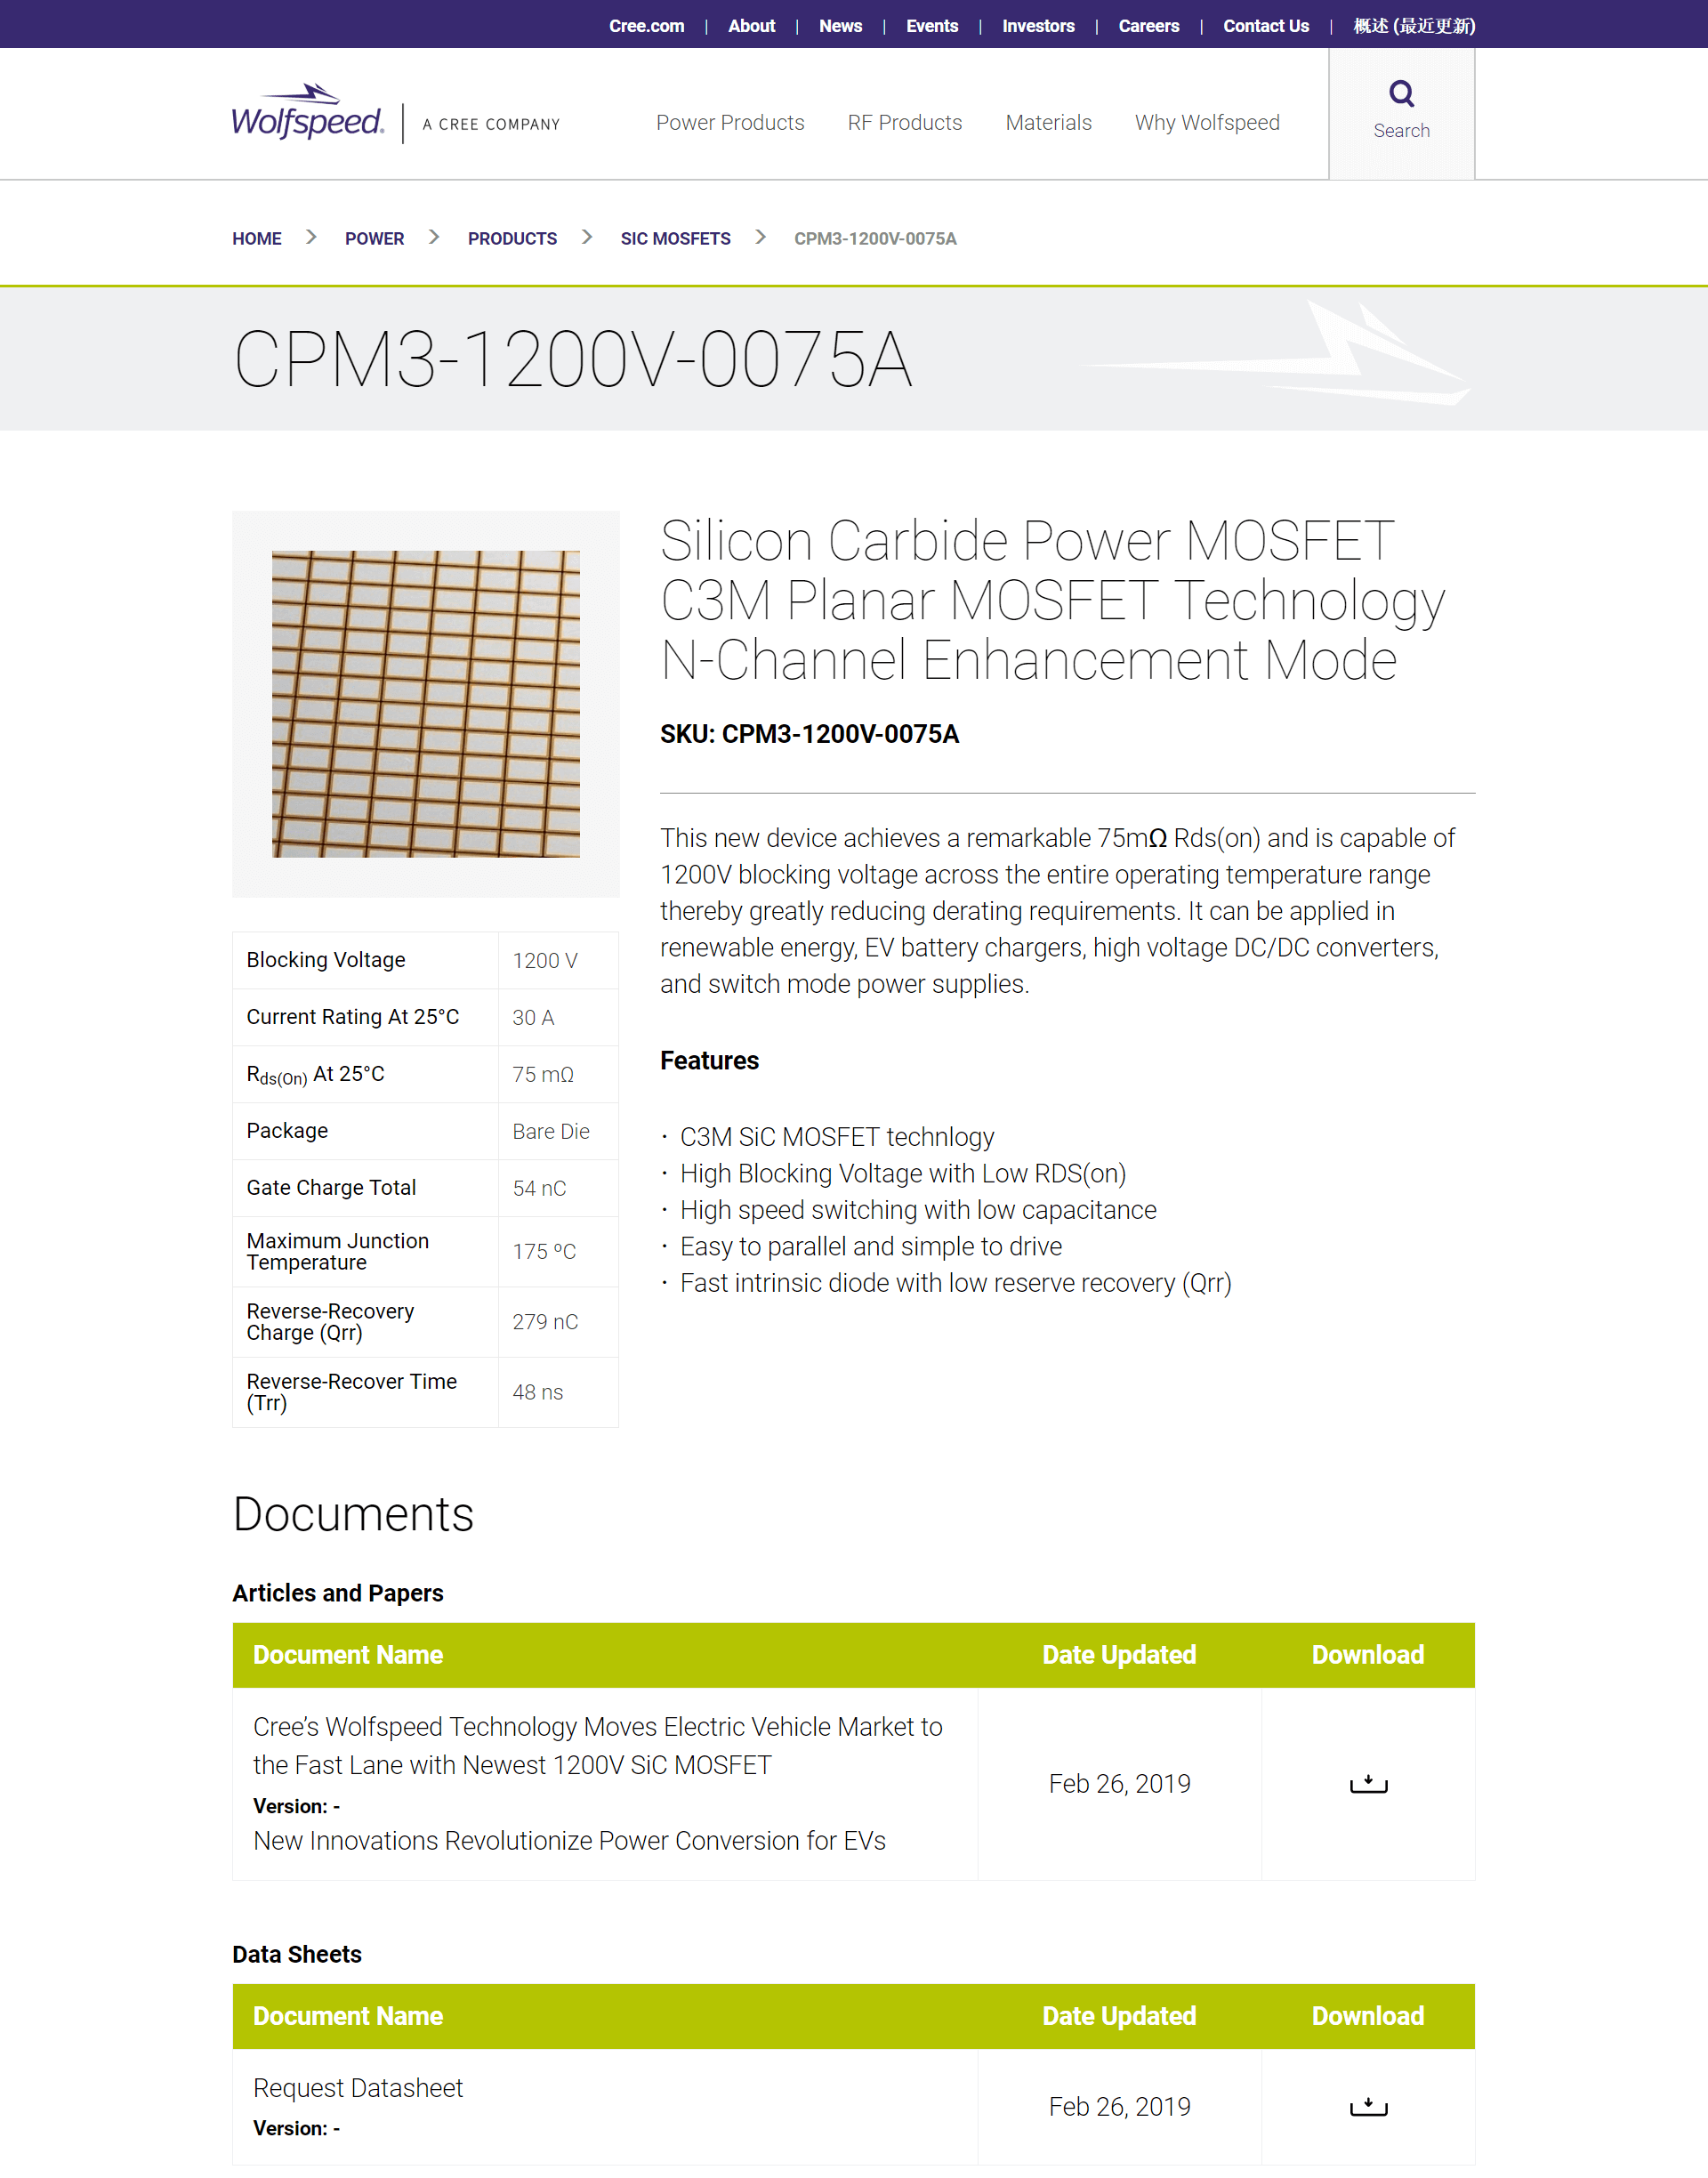 Cree.com | About | News | Events | Investors | Careers | Contact Us | 概述 (最近更新)
Wolfspeed® | A CREE COMPANY
Power Products RF Products Materials Why Wolfspeed
Search
HOME > POWER > PRODUCTS > SIC MOSFETS > CPM3-1200V-0075A
CPM3-1200V-0075A
Silicon Carbide Power MOSFET
C3M Planar MOSFET Technology
N-Channel Enhancement Mode
SKU: CPM3-1200V-0075A
This new device achieves a remarkable 75mΩ Rds(on) and is capable of
1200V blocking voltage across the entire operating temperature range
thereby greatly reducing derating requirements. It can be applied in
renewable energy, EV battery chargers, high voltage DC/DC converters,
and switch mode power supplies.
Features
· C3M SiC MOSFET technlogy
· High Blocking Voltage with Low RDS(on)
· High speed switching with low capacitance
· Easy to parallel and simple to drive
· Fast intrinsic diode with low reserve recovery (Qrr)
Blocking Voltage 1200 V
Current Rating At 25°C 30 A
Rds(On) At 25°C 75 mΩ
Package Bare Die
Gate Charge Total 54 nC
Maximum Junction
Temperature 175 ºC
Reverse-Recovery
Charge (Qrr) 279 nC
Reverse-Recover Time
(Trr) 48 ns
Documents
Articles and Papers
Document Name Date Updated Download
Cree’s Wolfspeed Technology Moves Electric Vehicle Market to
the Fast Lane with Newest 1200V SiC MOSFET
Version: -
New Innovations Revolutionize Power Conversion for EVs
Feb 26, 2019
Data Sheets
Document Name Date Updated Download
Request Datasheet
Version: -
Feb 26, 2019